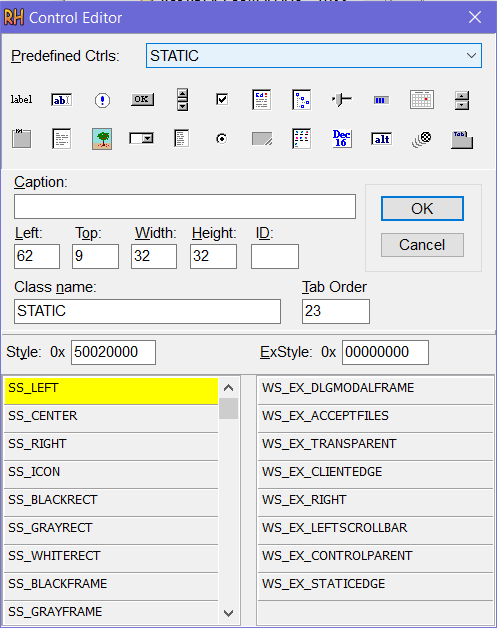 RH Control Editor
Predefined Ctrls: STATIC
label ab OK
Dec 16 alt Tab1
Caption:
Left: Top: Width: Height: ID:
62 9 32 32
OK
Cancel
Class name: Tab Order
STATIC 23
Style: 0x 50020000 ExStyle: 0x 00000000
SS_LEFT
SS_CENTER
SS_RIGHT
SS_ICON
SS_BLACKRECT
SS_GRAYRECT
SS_WHITERECT
SS_BLACKFRAME
SS_GRAYFRAME
WS_EX_DLGMODALFRAME
WS_EX_ACCEPTFILES
WS_EX_TRANSPARENT
WS_EX_CLIENTEDGE
WS_EX_RIGHT
WS_EX_LEFTSCROLLBAR
WS_EX_CONTROLPARENT
WS_EX_STATICEDGE